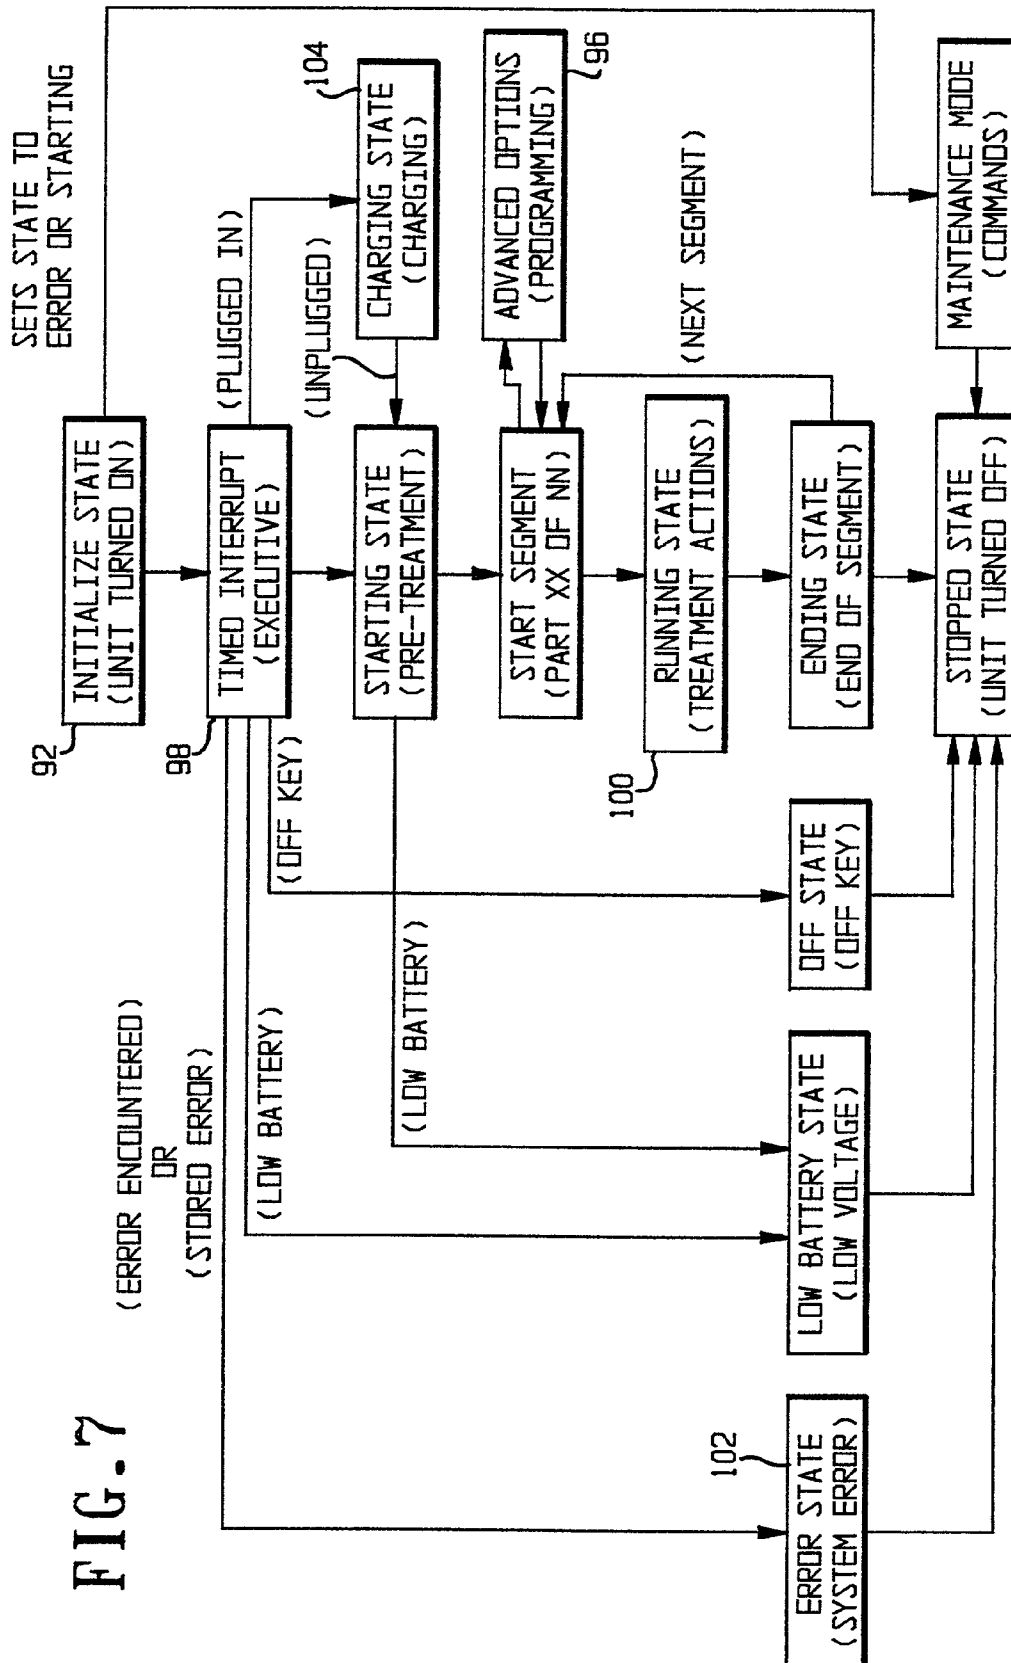 FIG. 7
SETS STATE TO
ERROR OR STARTING
92
INITIALIZE STATE
(UNIT TURNED ON)
(ERROR ENCOUNTERED)
OR
(STORED ERROR)
98
TIMED INTERRUPT
(EXECUTIVE)
(PLUGGED IN)
(LOW BATTERY)
(OFF KEY)
(UNPLUGGED)
104
CHARGING STATE
(CHARGING)
STARTING STATE
(PRE-TREATMENT)
(LOW BATTERY)
START SEGMENT
(PART XX OF NN)
ADVANCED OPTIONS
(PROGRAMMING)
96
100
RUNNING STATE
(TREATMENT ACTIONS)
(NEXT SEGMENT)
102
ERROR STATE
(SYSTEM ERROR)
LOW BATTERY STATE
(LOW VOLTAGE)
OFF STATE
(OFF KEY)
ENDING STATE
(END OF SEGMENT)
STOPPED STATE
(UNIT TURNED OFF)
MAINTENANCE MODE
(COMMANDS)